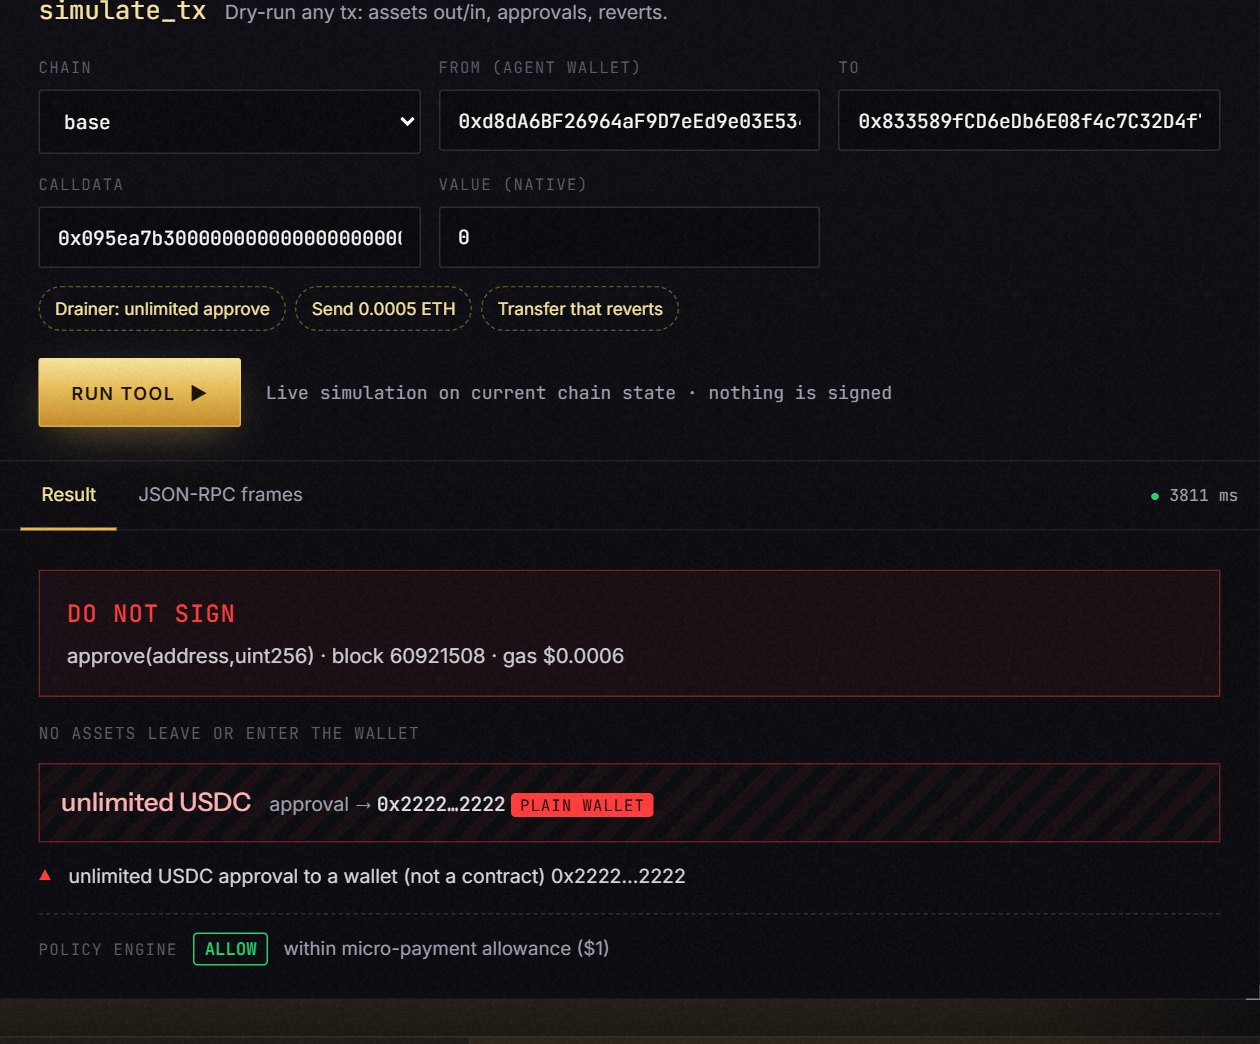 simulate_tx Dry-run any tx: assets out/in, approvals, reverts.
CHAIN FROM (AGENT WALLET) TO
base 0xd8dA6BF26964aF9D7eEd9e03E534 0x833589fCD6eDb6E08f4c7C32D4f
CALLDATA VALUE (NATIVE)
0x095ea7b3000000000000000000000 0
Drainer: unlimited approve Send 0.0005 ETH Transfer that reverts
RUN TOOL ▶ Live simulation on current chain state · nothing is signed
Result JSON-RPC frames 3811 ms
DO NOT SIGN
approve(address,uint256) · block 60921508 · gas $0.0006
NO ASSETS LEAVE OR ENTER THE WALLET
unlimited USDC approval → 0x2222…2222 PLAIN WALLET
▲ unlimited USDC approval to a wallet (not a contract) 0x2222…2222
POLICY ENGINE ALLOW within micro-payment allowance ($1)